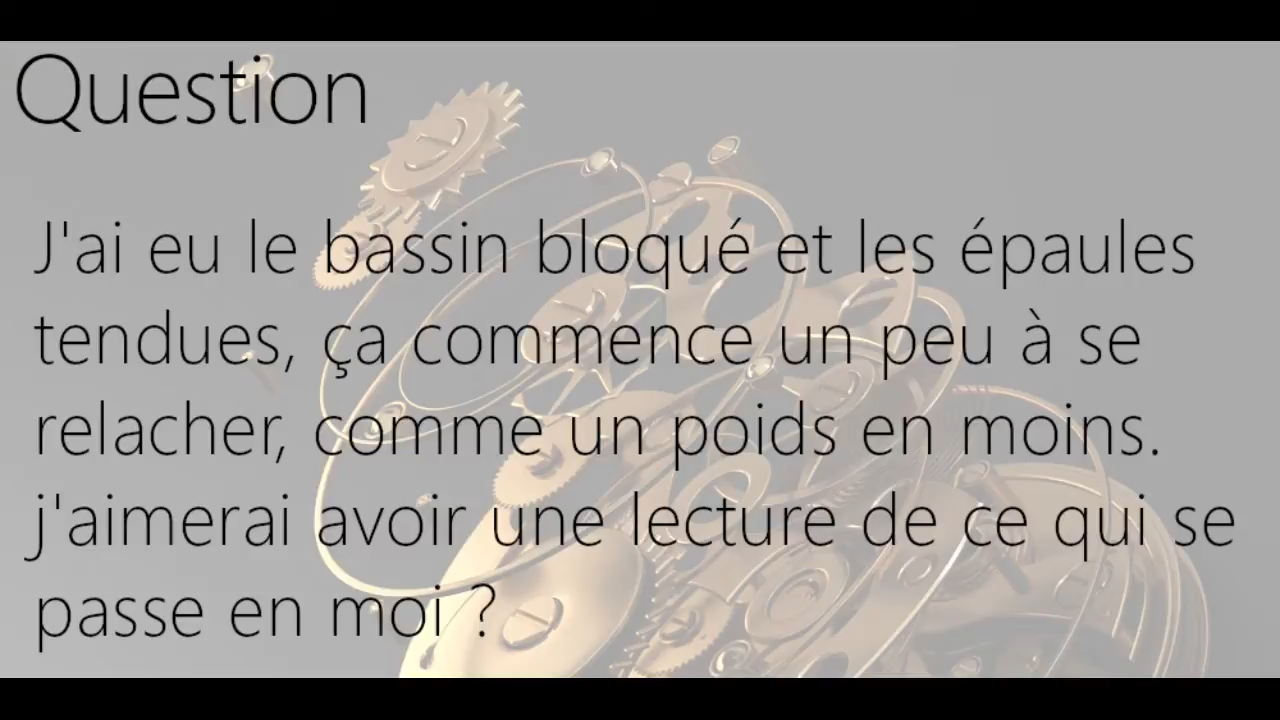 Question
J'ai eu le bassin bloqué et les épaules
tendues, ça commence un peu à se
relacher, comme un poids en moins.
j'aimerai avoir une lecture de ce qui se
passe en moi ?